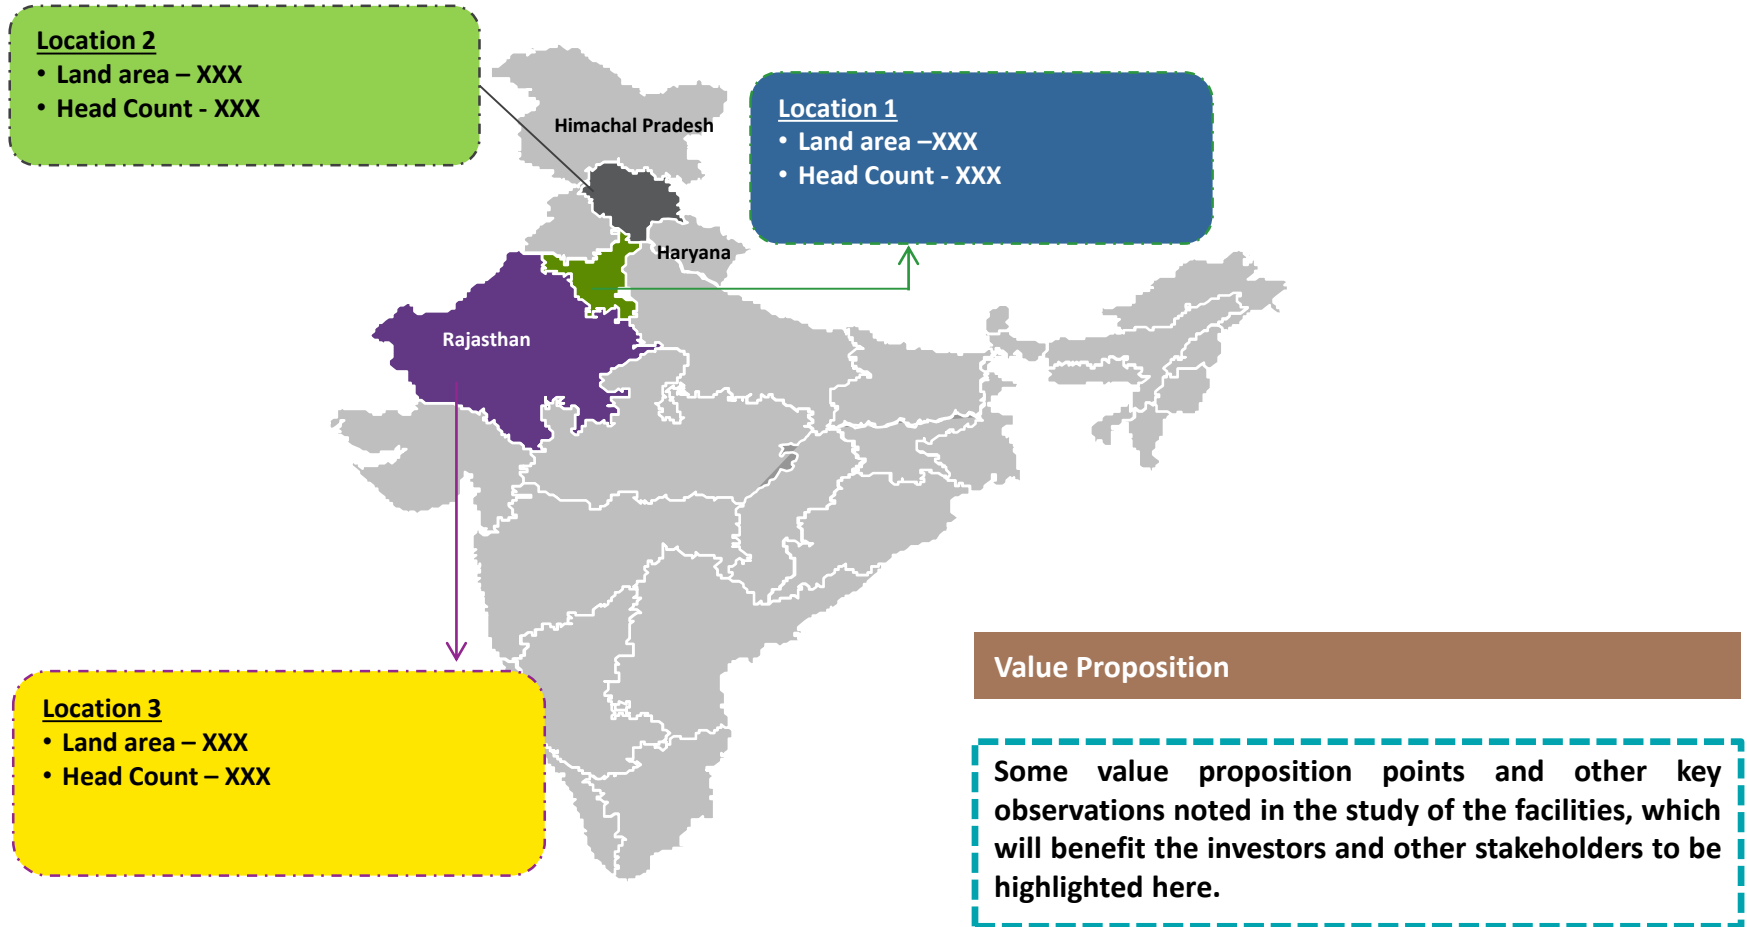 Location 2
• Land area – XXX
• Head Count - XXX
Himachal Pradesh
Location 1
• Land area –XXX
• Head Count - XXX
Haryana
Rajasthan
Location 3
• Land area – XXX
• Head Count – XXX
Value Proposition
Some value proposition points and other key
observations noted in the study of the facilities, which
will benefit the investors and other stakeholders to be
highlighted here.